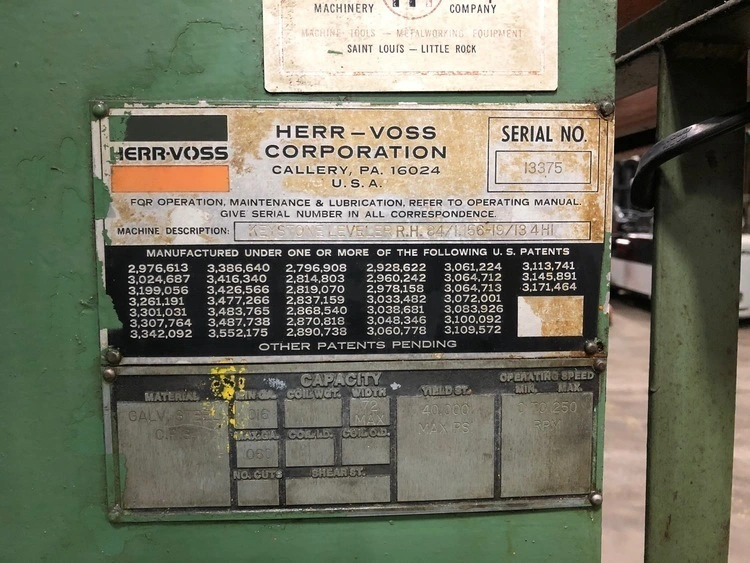 MACHINERY COMPANY
MACHINE TOOLS — METALWORKING EQUIPMENT
SAINT LOUIS — LITTLE ROCK
HERR-VOSS
HERR-VOSS
CORPORATION
CALLERY, PA. 16024
U.S.A.
SERIAL NO.
13375
FOR OPERATION, MAINTENANCE & LUBRICATION, REFER TO OPERATING MANUAL.
GIVE SERIAL NUMBER IN ALL CORRESPONDENCE.
MACHINE DESCRIPTION: KEYSTONE LEVELER R.H.
MANUFACTURED UNDER ONE OR MORE OF THE FOLLOWING U.S. PATENTS
2,976,613 3,386,640 2,796,908 2,928,622 3,061,224 3,113,741
3,024,687 3,416,340 2,814,803 2,960,242 3,064,712 3,145,891
3,199,056 3,426,566 2,819,070 2,978,158 3,064,713 3,171,464
3,261,191 3,477,266 2,837,159 3,033,482 3,072,001
3,301,031 3,483,765 2,868,540 3,038,681 3,083,926
3,307,764 3,487,738 2,870,818 3,048,346 3,100,092
3,342,092 3,552,175 2,890,738 3,060,778 3,109,572
OTHER PATENTS PENDING
CAPACITY
OPERATING SPEED
MATERIAL MIN GA. COIL WGT. WIDTH YIELD ST. MIN. MAX.
GALV. 40,000 250
MAX
MAX GA. COIL I.D. COIL O.D.
NO. CUTS SHEAR ST.